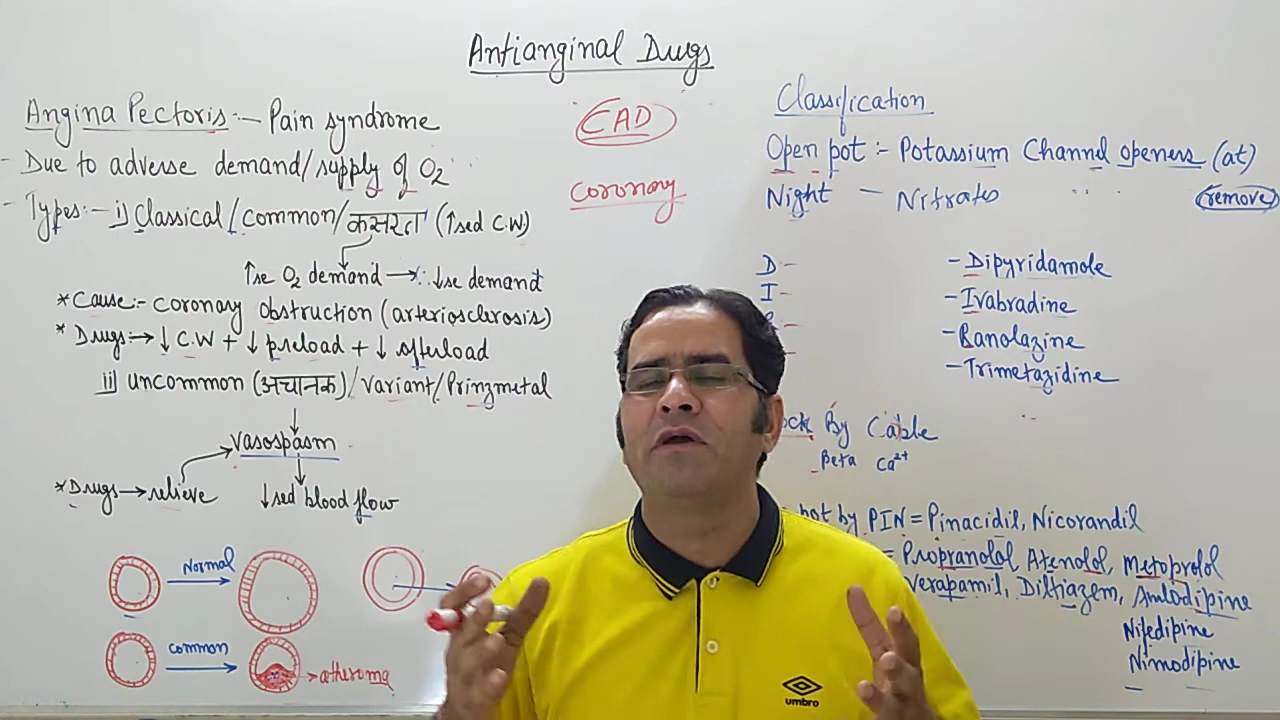 Antianginal Drugs
Angina Pectoris :- Pain syndrome
- Due to adverse demand/supply of O2
- Types :- i) Classical/common/कसरत (↑sed C.W)
↑se O2 demand → ∴ ↓se demand
* Cause:- coronary obstruction (arteriosclerosis)
* Drugs → ↓ C.W + ↓ preload + ↓ afterload
ii) uncommon (अचानक)/variant/Prinzmetal
vasospasm
* Drugs → relieve
↓sed blood flow
Normal
common
→ atheroma
CAD
coronary
Classification
Open pot :- Potassium Channel openers (at)
Night - Nitrates
(remove)
D - - Dipyridamole
I - - Ivabradine
- Ranolazine
- Trimetazidine
By Cable
Beta Ca2+
by PIN = Pinacidil, Nicorandil
= Propranolol Atenolol, Metoprolol
Verapamil, Diltiazem, Amlodipine
Nifedipine
Nimodipine
umbro